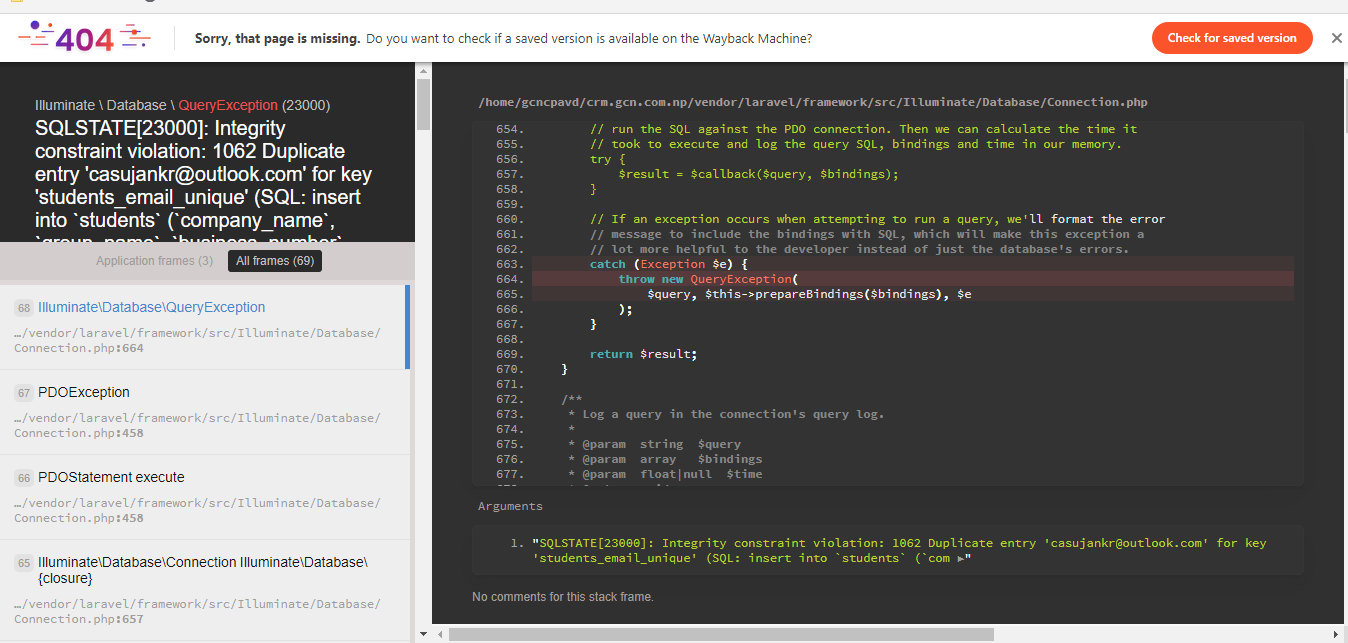 404
Sorry, that page is missing. Do you want to check if a saved version is available on the Wayback Machine?
Check for saved version
Illuminate \ Database \ QueryException (23000)
SQLSTATE[23000]: Integrity
constraint violation: 1062 Duplicate
entry 'casujankr@outlook.com' for key
'students_email_unique' (SQL: insert
into `students` (`company_name`,
`group_name`, `business_number`,
Application frames (3)
All frames (69)
68 Illuminate\Database\QueryException
…/vendor/laravel/framework/src/Illuminate/Database/
Connection.php:664
67 PDOException
…/vendor/laravel/framework/src/Illuminate/Database/
Connection.php:458
66 PDOStatement execute
…/vendor/laravel/framework/src/Illuminate/Database/
Connection.php:458
65 Illuminate\Database\Connection Illuminate\Database\
{closure}
…/vendor/laravel/framework/src/Illuminate/Database/
Connection.php:657
/home/gcncpavd/crm.gcn.com.np/vendor/laravel/framework/src/Illuminate/Database/Connection.php
654. // run the SQL against the PDO connection. Then we can calculate the time it
655. // took to execute and log the query SQL, bindings and time in our memory.
656. try {
657. $result = $callback($query, $bindings);
658. }
659.
660. // If an exception occurs when attempting to run a query, we'll format the error
661. // message to include the bindings with SQL, which will make this exception a
662. // lot more helpful to the developer instead of just the database's errors.
663. catch (Exception $e) {
664. throw new QueryException(
665. $query, $this->prepareBindings($bindings), $e
666. );
667. }
668.
669. return $result;
670. }
671.
672. /**
673. * Log a query in the connection's query log.
674. *
675. * @param string $query
676. * @param array $bindings
677. * @param float|null $time
Arguments
1. "SQLSTATE[23000]: Integrity constraint violation: 1062 Duplicate entry 'casujankr@outlook.com' for key
'students_email_unique' (SQL: insert into `students` (`com ▶"
No comments for this stack frame.